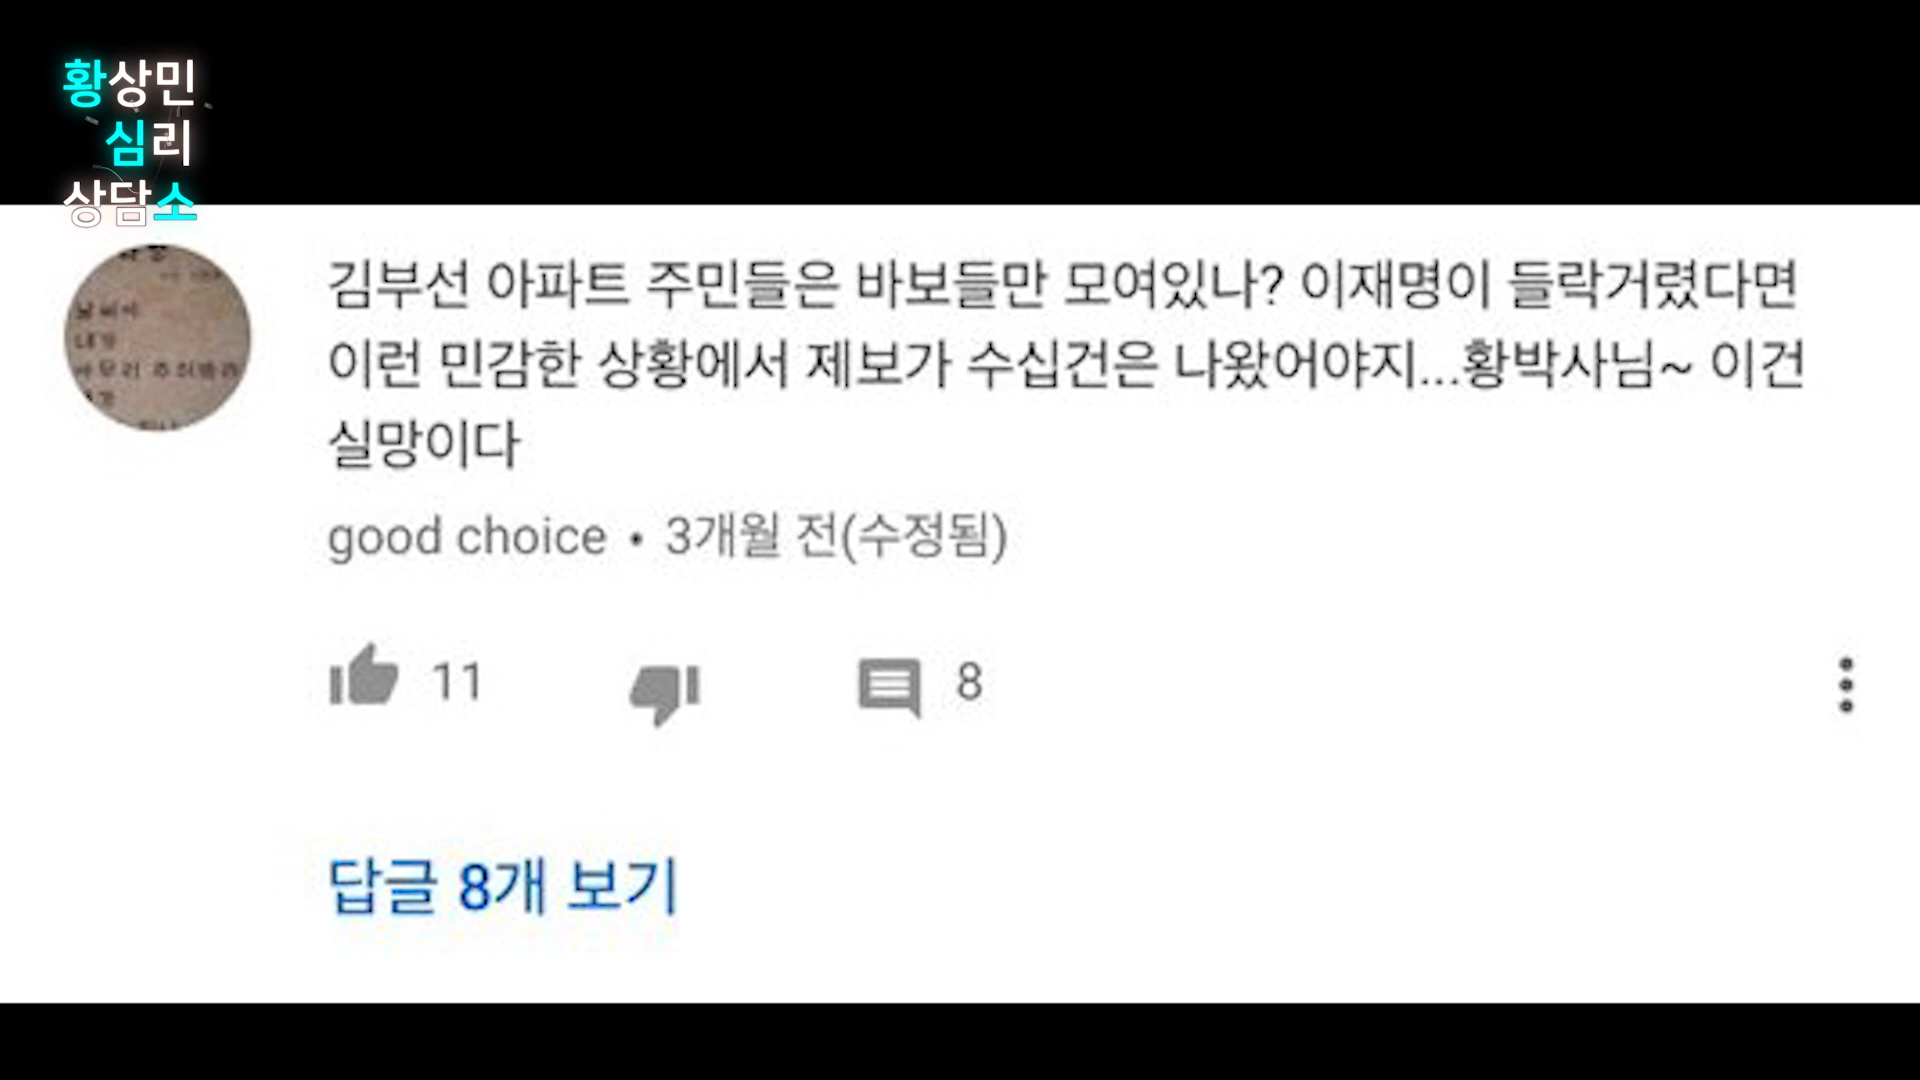 황상민
심리
상담소
김부선 아파트 주민들은 바보들만 모여있나? 이재명이 들락거렸다면
이런 민감한 상황에서 제보가 수십건은 나왔어야지...황박사님~ 이건
실망이다
good choice • 3개월 전(수정됨)
11
8
답글 8개 보기